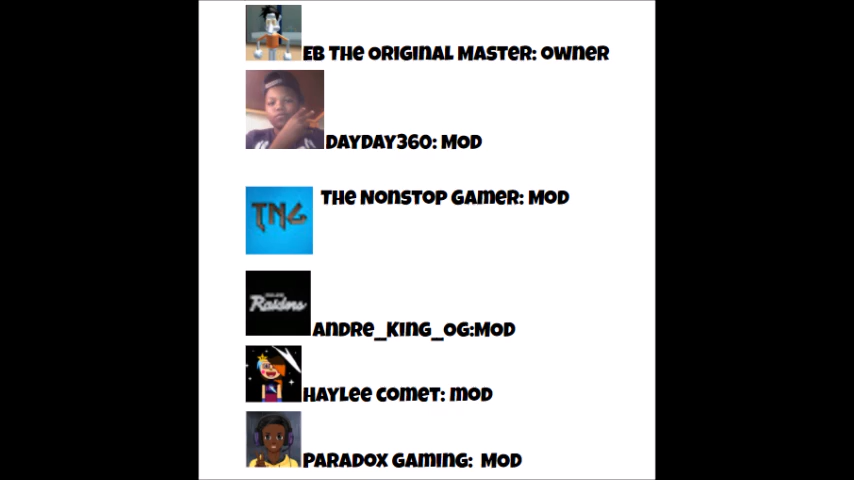 EB THE ORIGINAL MASTER: OWNER
DAYDAY360: MOD
THE NONSTOP GAMER: MOD
TNG
ANDRE_KING_OG:MOD
HAYLEE COMET: MOD
PARADOX GAMING: MOD